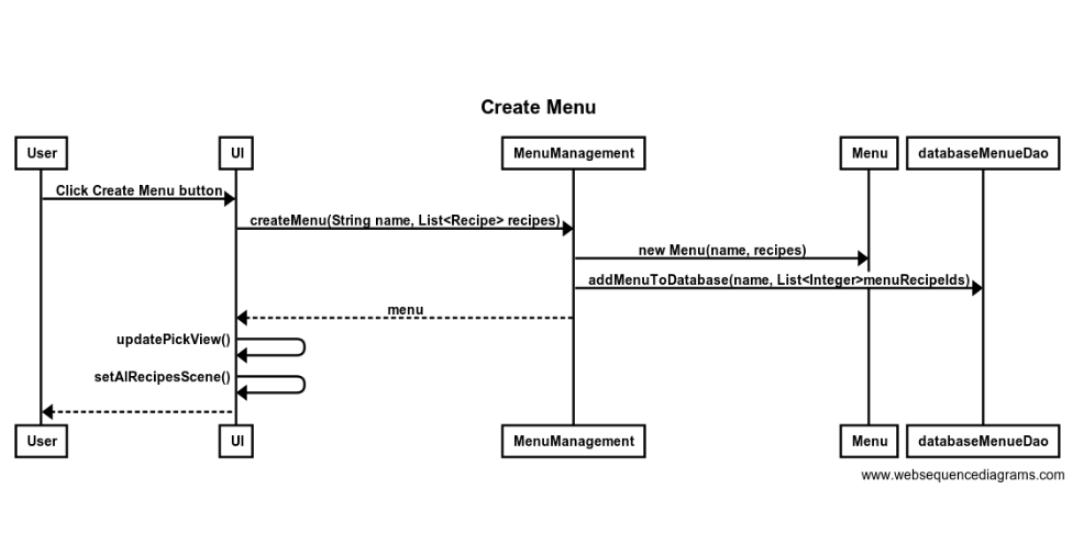 Create Menu
User UI MenuManagement Menu databaseMenueDao
Click Create Menu button
createMenu(String name, List<Recipe> recipes)
new Menu(name, recipes)
addMenuToDatabase(name, List<Integer>menuRecipeIds)
menu
updatePickView()
setAlRecipesScene()
User UI MenuManagement Menu databaseMenueDao
www.websequencediagrams.com